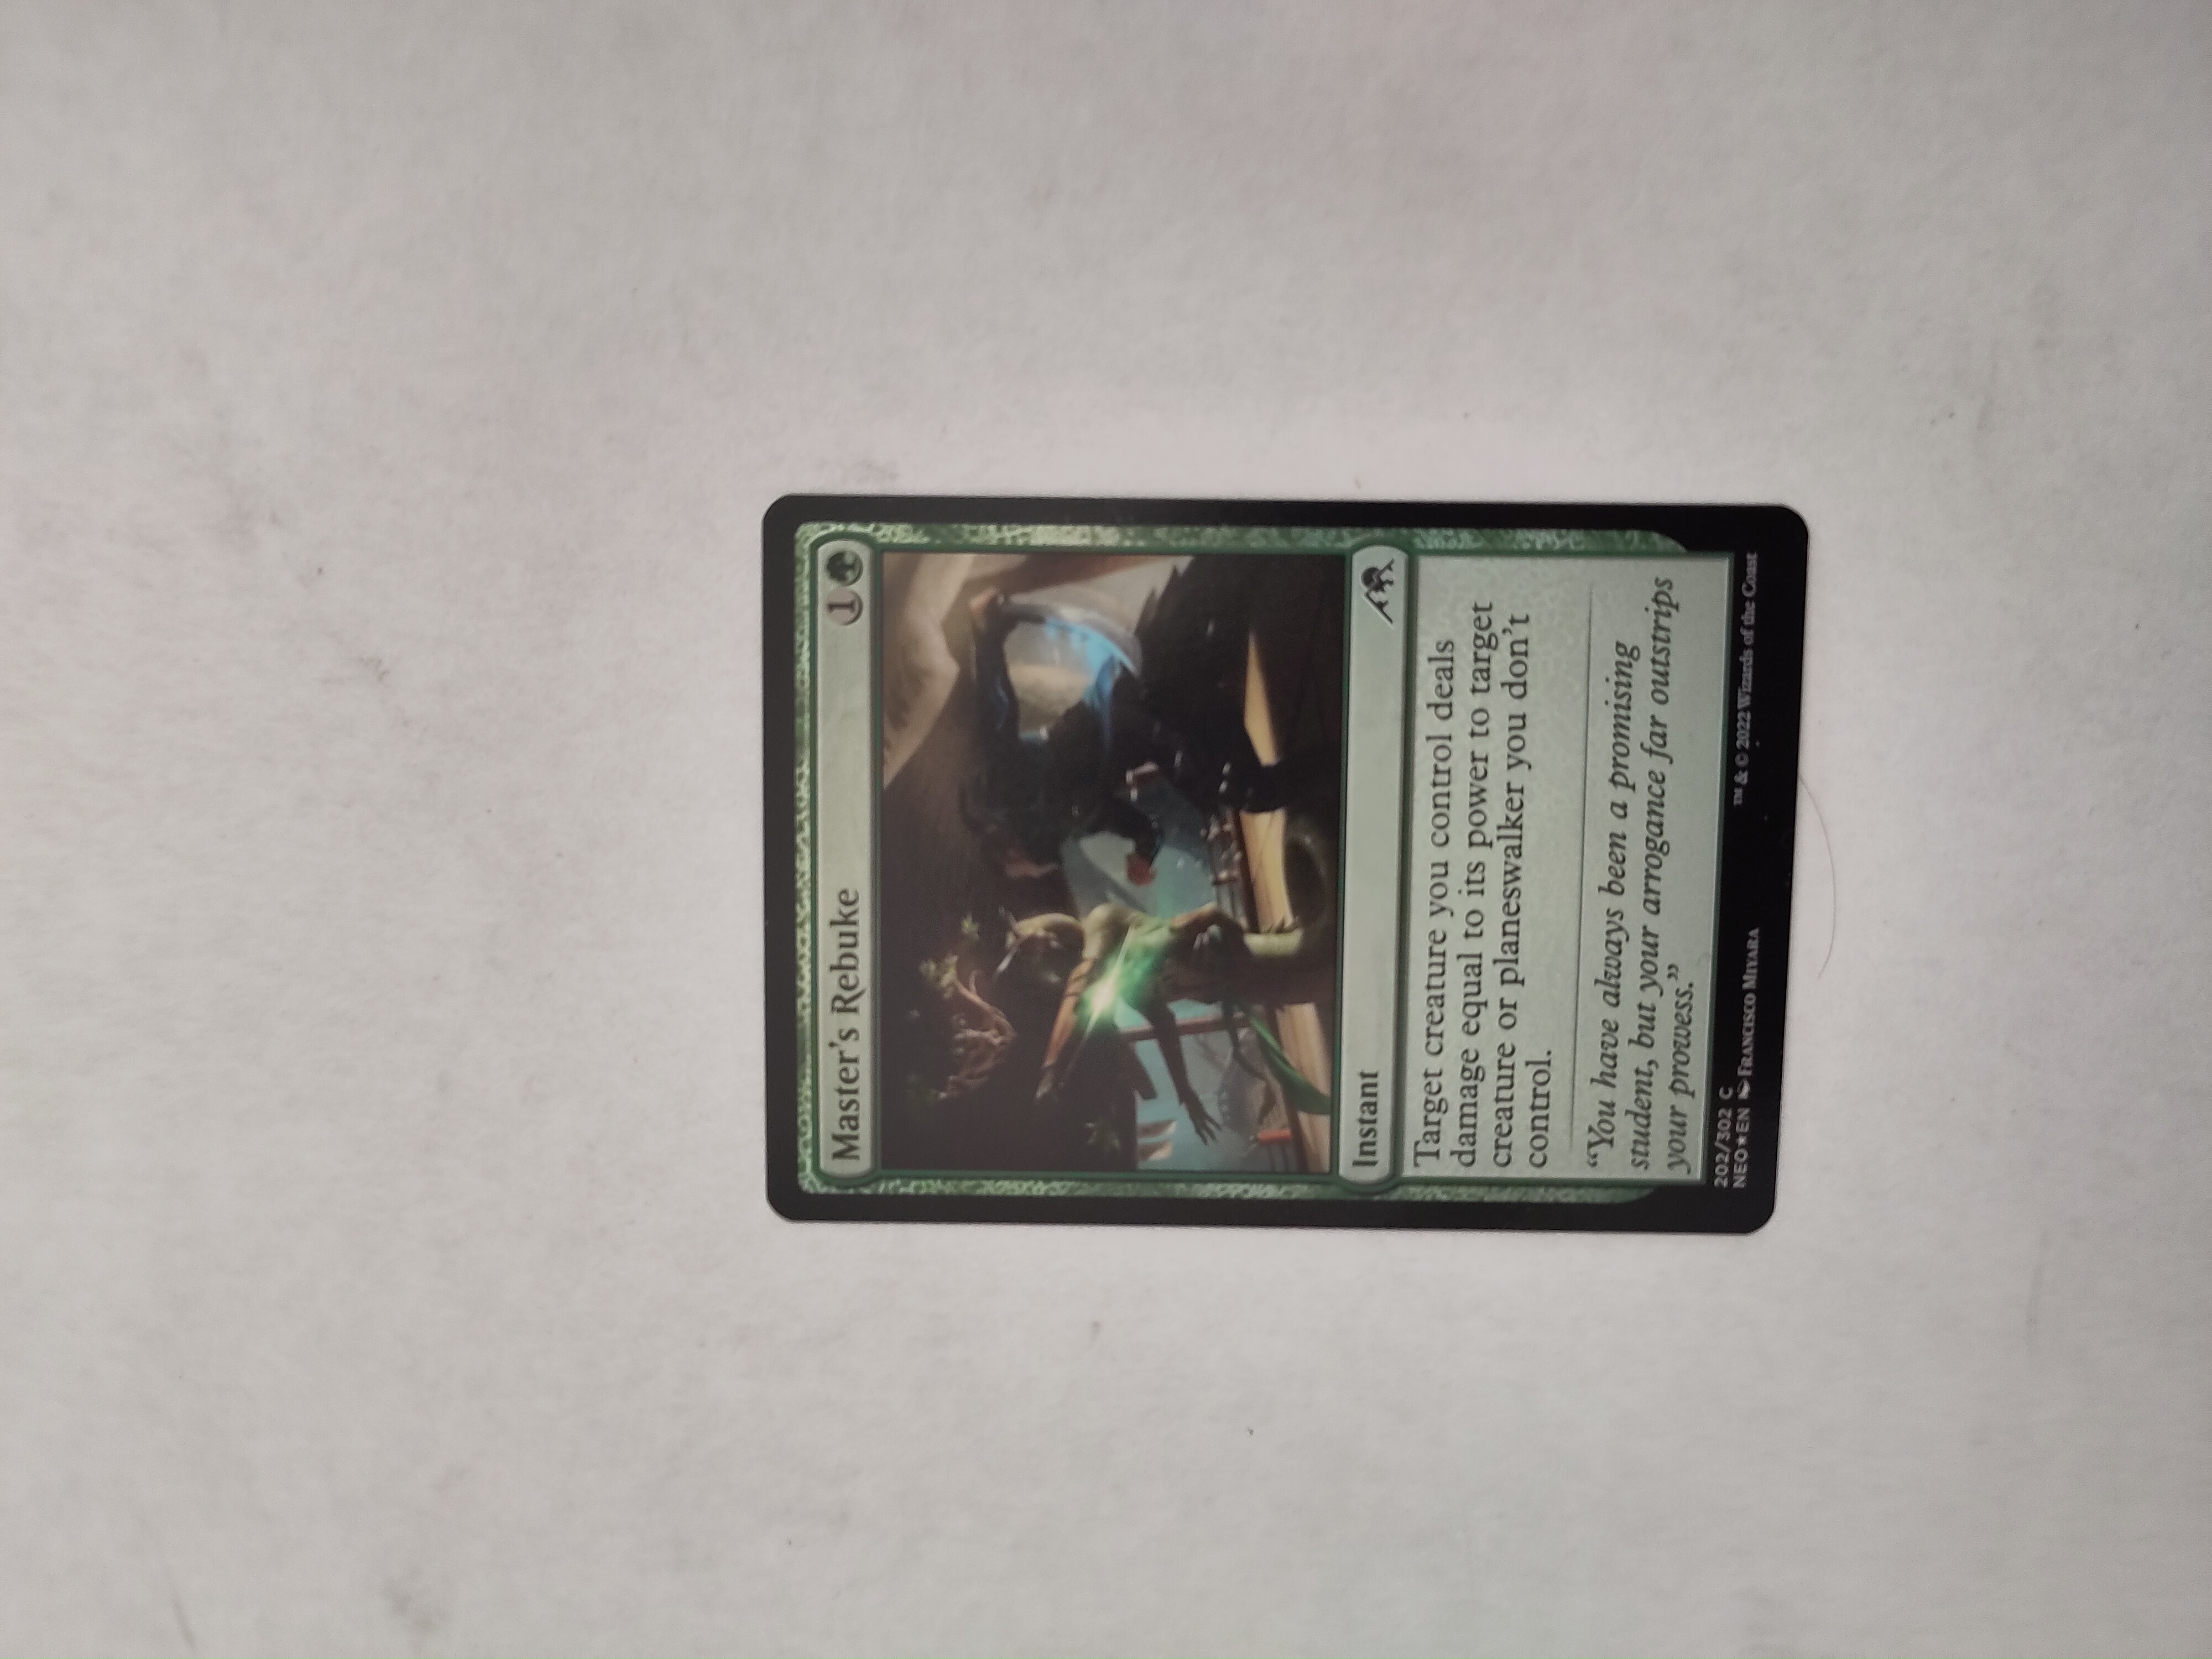 Master's Rebuke 1
Instant
Target creature you control deals
damage equal to its power to target
creature or planeswalker you don't
control.
“You have always been a promising
student, but your arrogance far outstrips
your prowess.”
202/302 C
NEO★EN FRANCISCO MIYARA
™ & © 2022 Wizards of the Coast